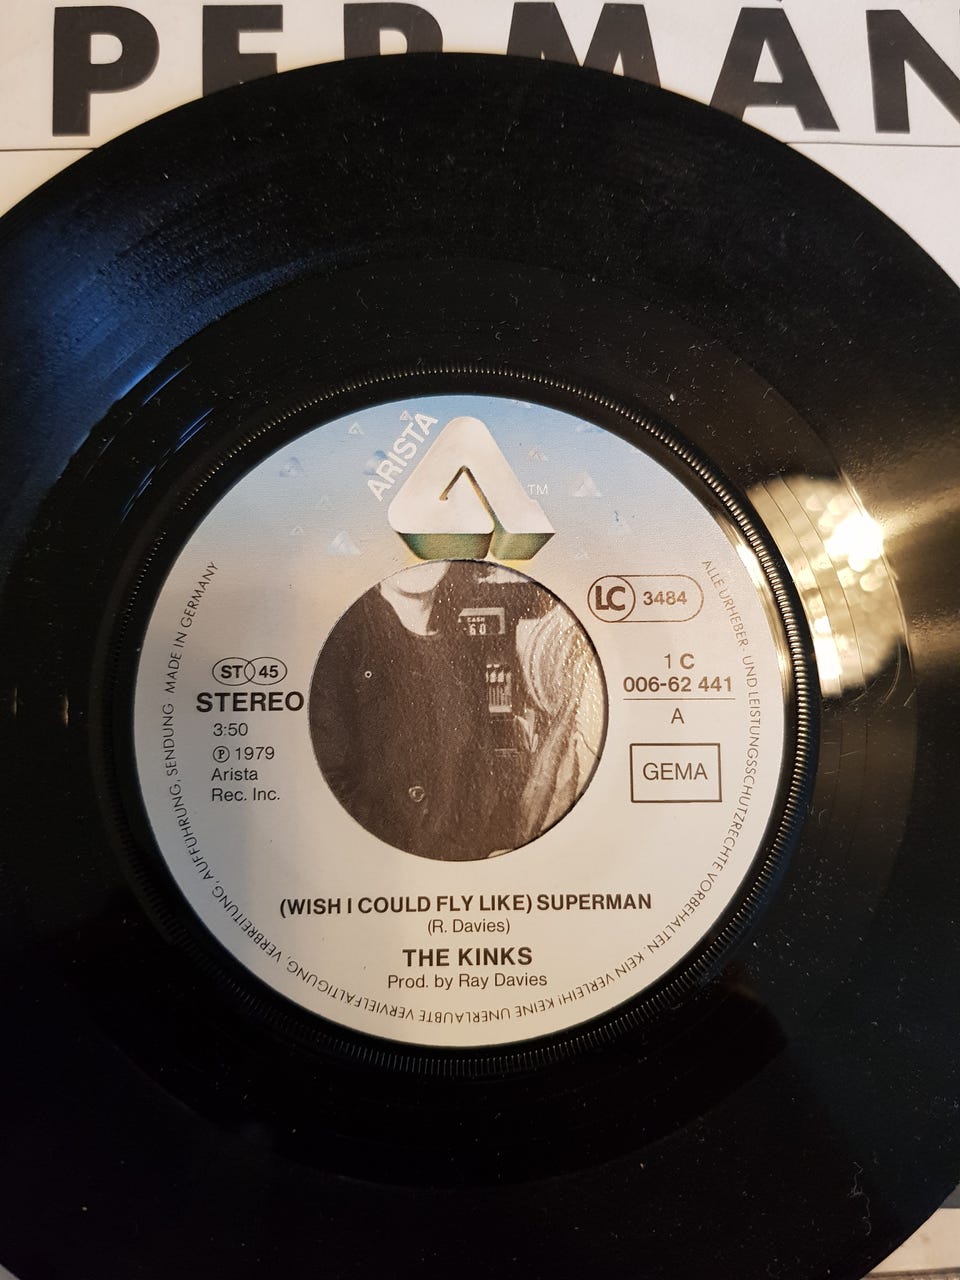 PERMAN
ARISTA
TM
LC 3484
ST 45
STEREO
3:50
℗ 1979
Arista
Rec. Inc.
CASH
60
1 C
006-62 441
A
GEMA
(WISH I COULD FLY LIKE) SUPERMAN
(R. Davies)
THE KINKS
Prod. by Ray Davies
ALLE URHEBER- UND LEISTUNGSSCHUTZRECHTE VORBEHALTEN. KEIN VERLEIH! KEINE UNERLAUBTE VERVIELFÄLTIGUNG, VERBREITUNG, AUFFÜHRUNG, SENDUNG MADE IN GERMANY